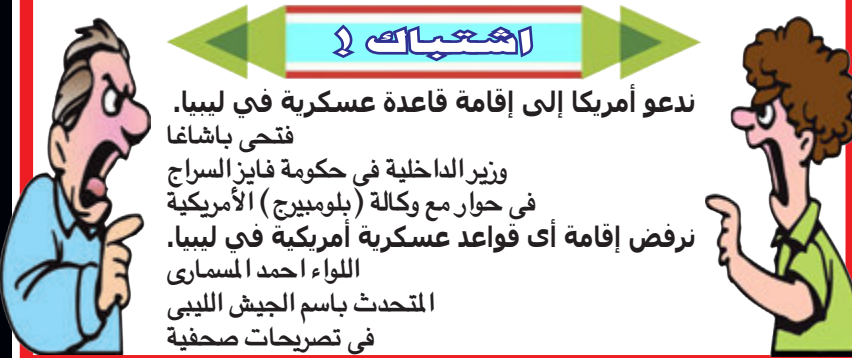 اشتباك !
ندعو أمريكا إلى إقامة قاعدة عسكرية في ليبيا.
فتحى باشاغا
وزير الداخلية فى حكومة فايز السراج
فى حوار مع وكالة (بلومبيرج) الأمريكية
نرفض إقامة أى قواعد عسكرية أمريكية في ليبيا.
اللواء احمد المسمارى
المتحدث باسم الجيش الليبى
فى تصريحات صحفية